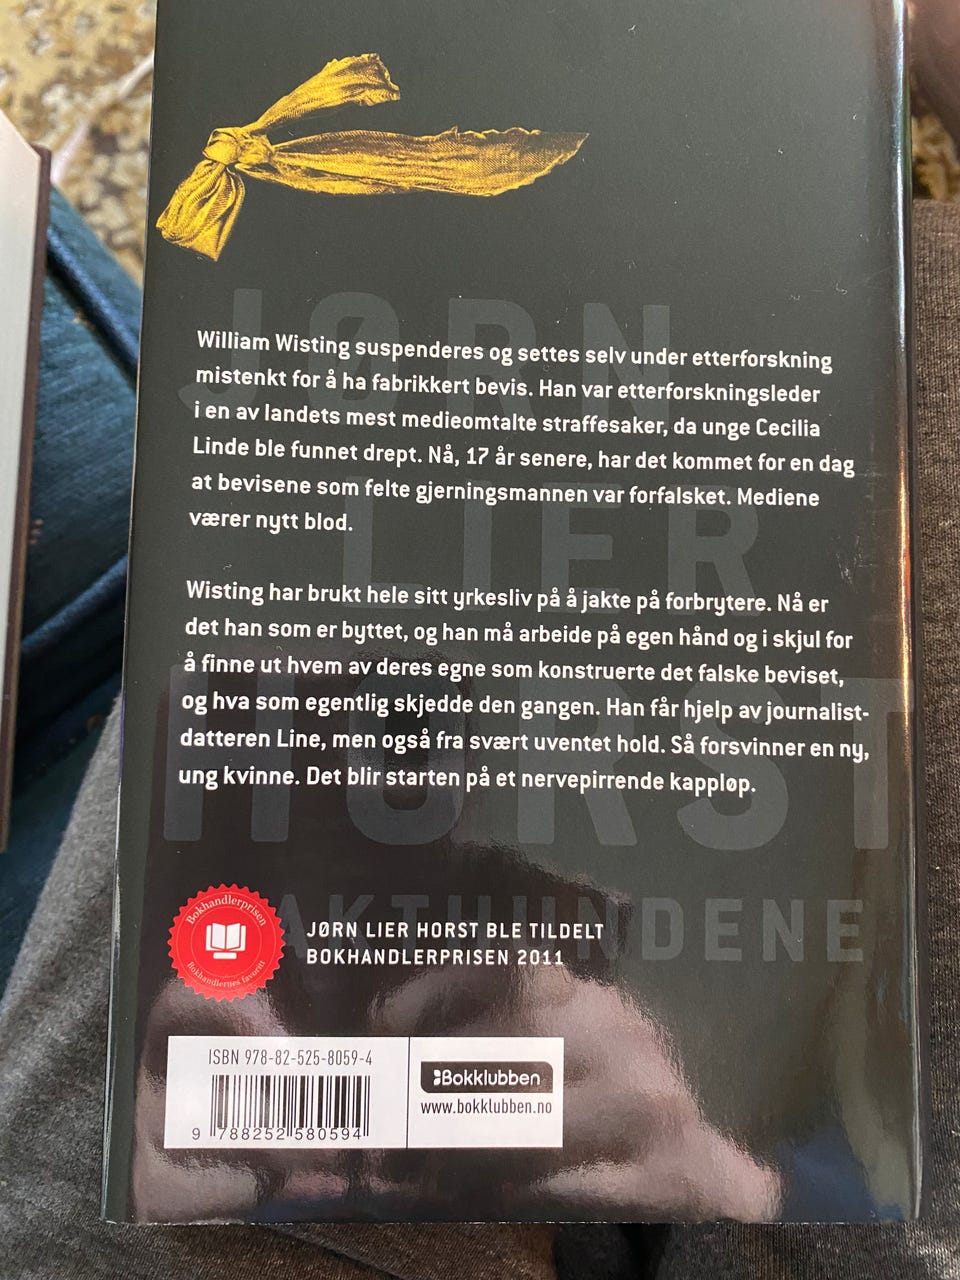 JØRN
LIER
HORST
JAKTHUNDENE
William Wisting suspenderes og settes selv under etterforskning
mistenkt for å ha fabrikkert bevis. Han var etterforskningsleder
i en av landets mest medieomtalte straffesaker, da unge Cecilia
Linde ble funnet drept. Nå, 17 år senere, har det kommet for en dag
at bevisene som felte gjerningsmannen var forfalsket. Mediene
værer nytt blod.
Wisting har brukt hele sitt yrkesliv på å jakte på forbrytere. Nå er
det han som er byttet, og han må arbeide på egen hånd og i skjul for
å finne ut hvem av deres egne som konstruerte det falske beviset,
og hva som egentlig skjedde den gangen. Han får hjelp av journalist-
datteren Line, men også fra svært uventet hold. Så forsvinner en ny,
ung kvinne. Det blir starten på et nervepirrende kappløp.
Bokhandlerprisen
Bokhandlernes favoritt
JØRN LIER HORST BLE TILDELT
BOKHANDLERPRISEN 2011
ISBN 978-82-525-8059-4
9 788252 580594
Bokklubben
www.bokklubben.no